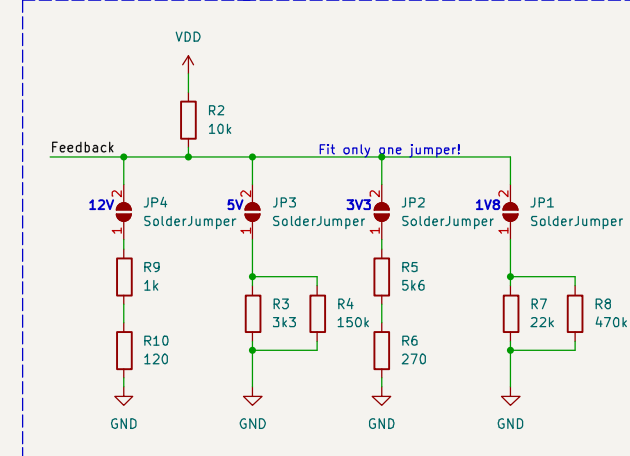 VDD
R2
10k
Feedback
Fit only one jumper!
12V
2
JP4
SolderJumper
1
5V
2
JP3
SolderJumper
1
3V3
2
JP2
SolderJumper
1
1V8
2
JP1
SolderJumper
1
R9
1k
R10
120
GND
R3
3k3
R4
150k
GND
R5
5k6
R6
270
GND
R7
22k
R8
470k
GND